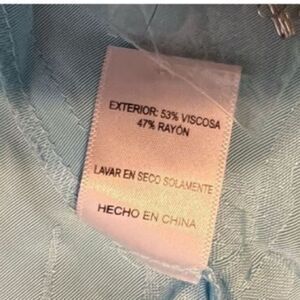 EXTERIOR: 53% VISCOSA
47% RAYÓN
LAVAR EN SECO SOLAMENTE
HECHO EN CHINA